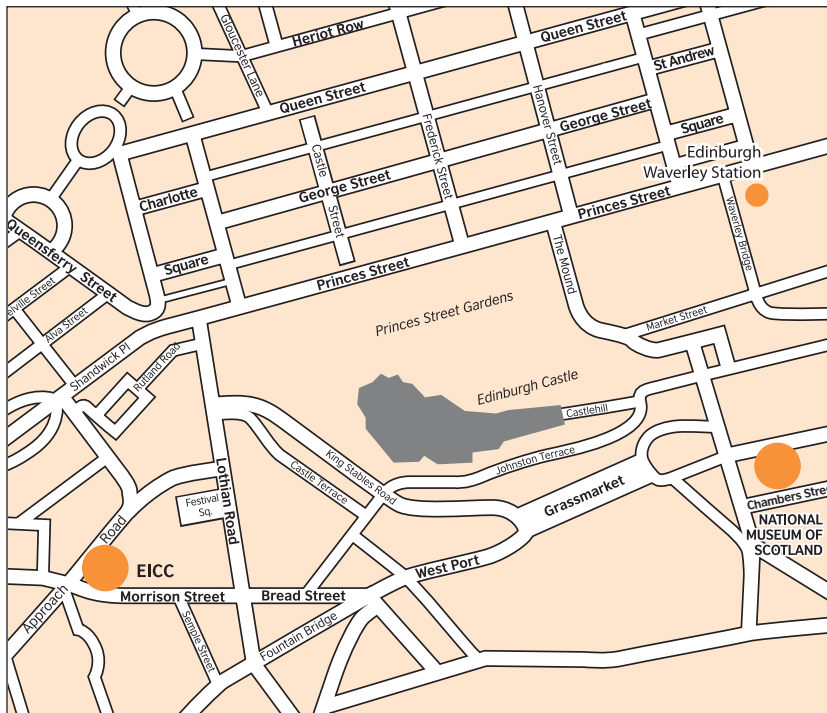 Gloucester Lane
Heriot Row
Queen Street
Queen Street
St Andrew
Square
Hanover Street
George Street
Frederick Street
Castle
Street
George Street
Charlotte
Square
Edinburgh
Waverley Station
Princes Street
Princes Street
Waverley Bridge
The Mound
Market Street
Queensferry Street
Alva Street
Shandwick Pl
Rutland Road
Princes Street Gardens
Edinburgh Castle
Castlehill
Johnston Terrace
King Stables Road
Castle Terrace
Lothian Road
Festival
Sq.
Grassmarket
Chambers Stree
NATIONAL
MUSEUM OF
SCOTLAND
West Port
EICC
Approach
Road
Morrison Street
Bread Street
Semple Street
Fountain Bridge